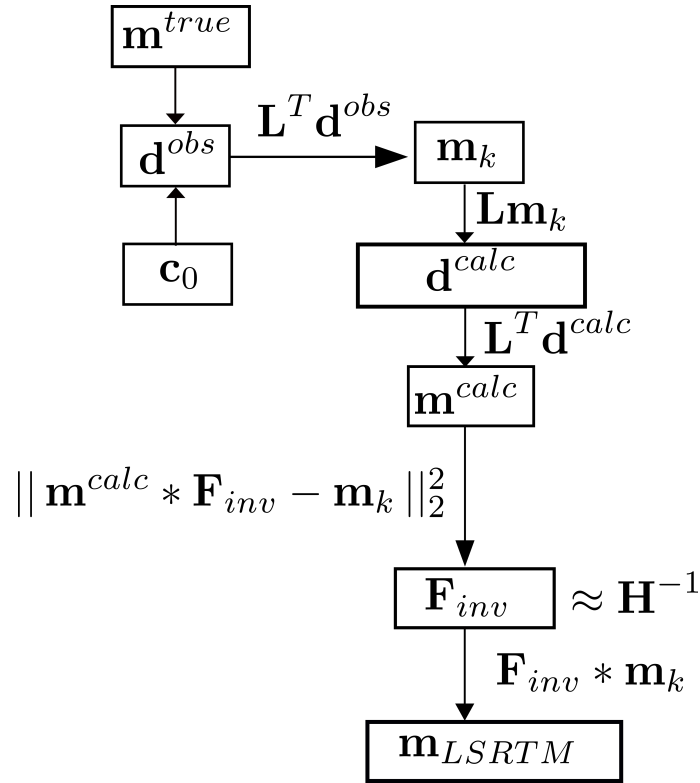 m^{true}
L^T d^{obs}
d^{obs}
m_k
Lm_k
c_0
d^{calc}
L^T d^{calc}
m^{calc}
|| m^{calc} * F_{inv} − m_k ||_2^2
F_{inv} ≈ H^{−1}
F_{inv} * m_k
m_{LSRTM}